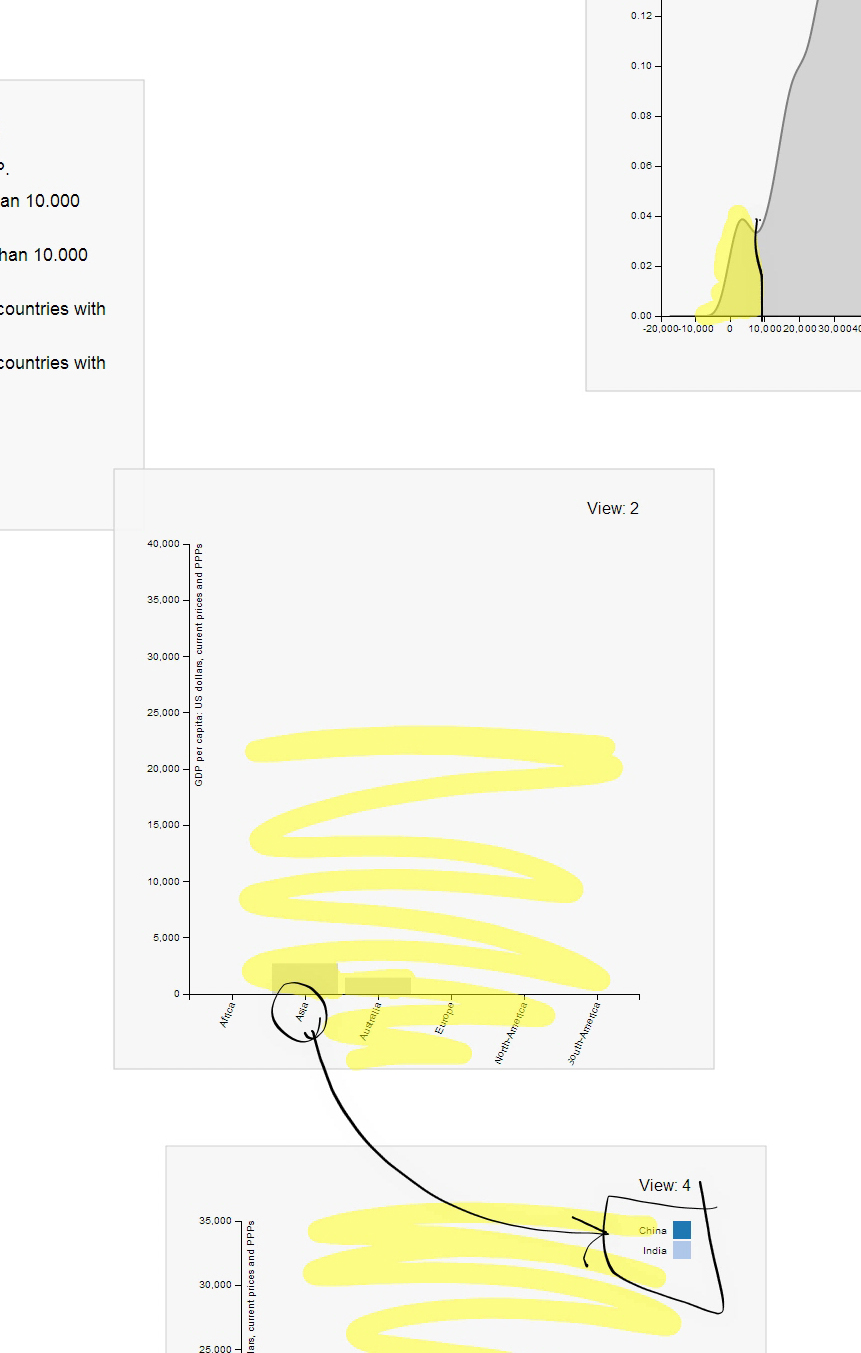 0.12
0.10
0.08
0.06
0.04
0.02
0.00
-20,000
-10,000
0
10,000
20,000
30,000
an 10.000
han 10.000
countries with
countries with
View: 2
GDP per capita: US dollars, current prices and PPPs
40,000
35,000
30,000
25,000
20,000
15,000
10,000
5,000
0
Africa
Asia
Australia
Europe
North-America
South-America
View: 4
China
India
lars, current prices and PPPs
35,000
30,000
25,000